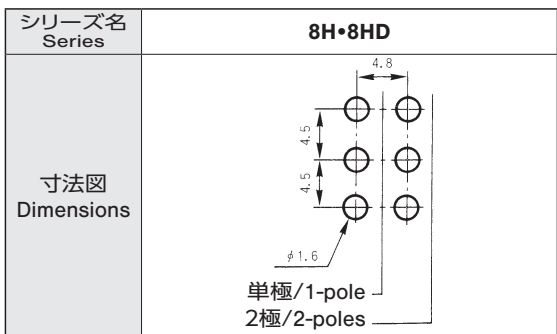 シリーズ名
Series
8H•8HD
寸法図
Dimensions
4.8
4.5
4.5
φ1.6
単極/1-pole
2極/2-poles